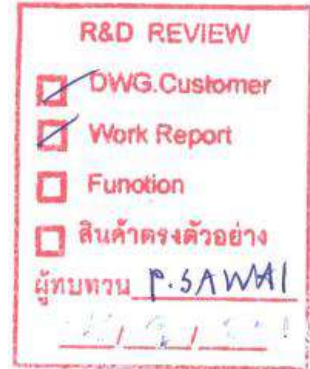 R&D REVIEW
DWG.Customer
Work Report
Funotion
สินค้าตรงตัวอย่าง
ผู้ทบทวน P.SAWAI